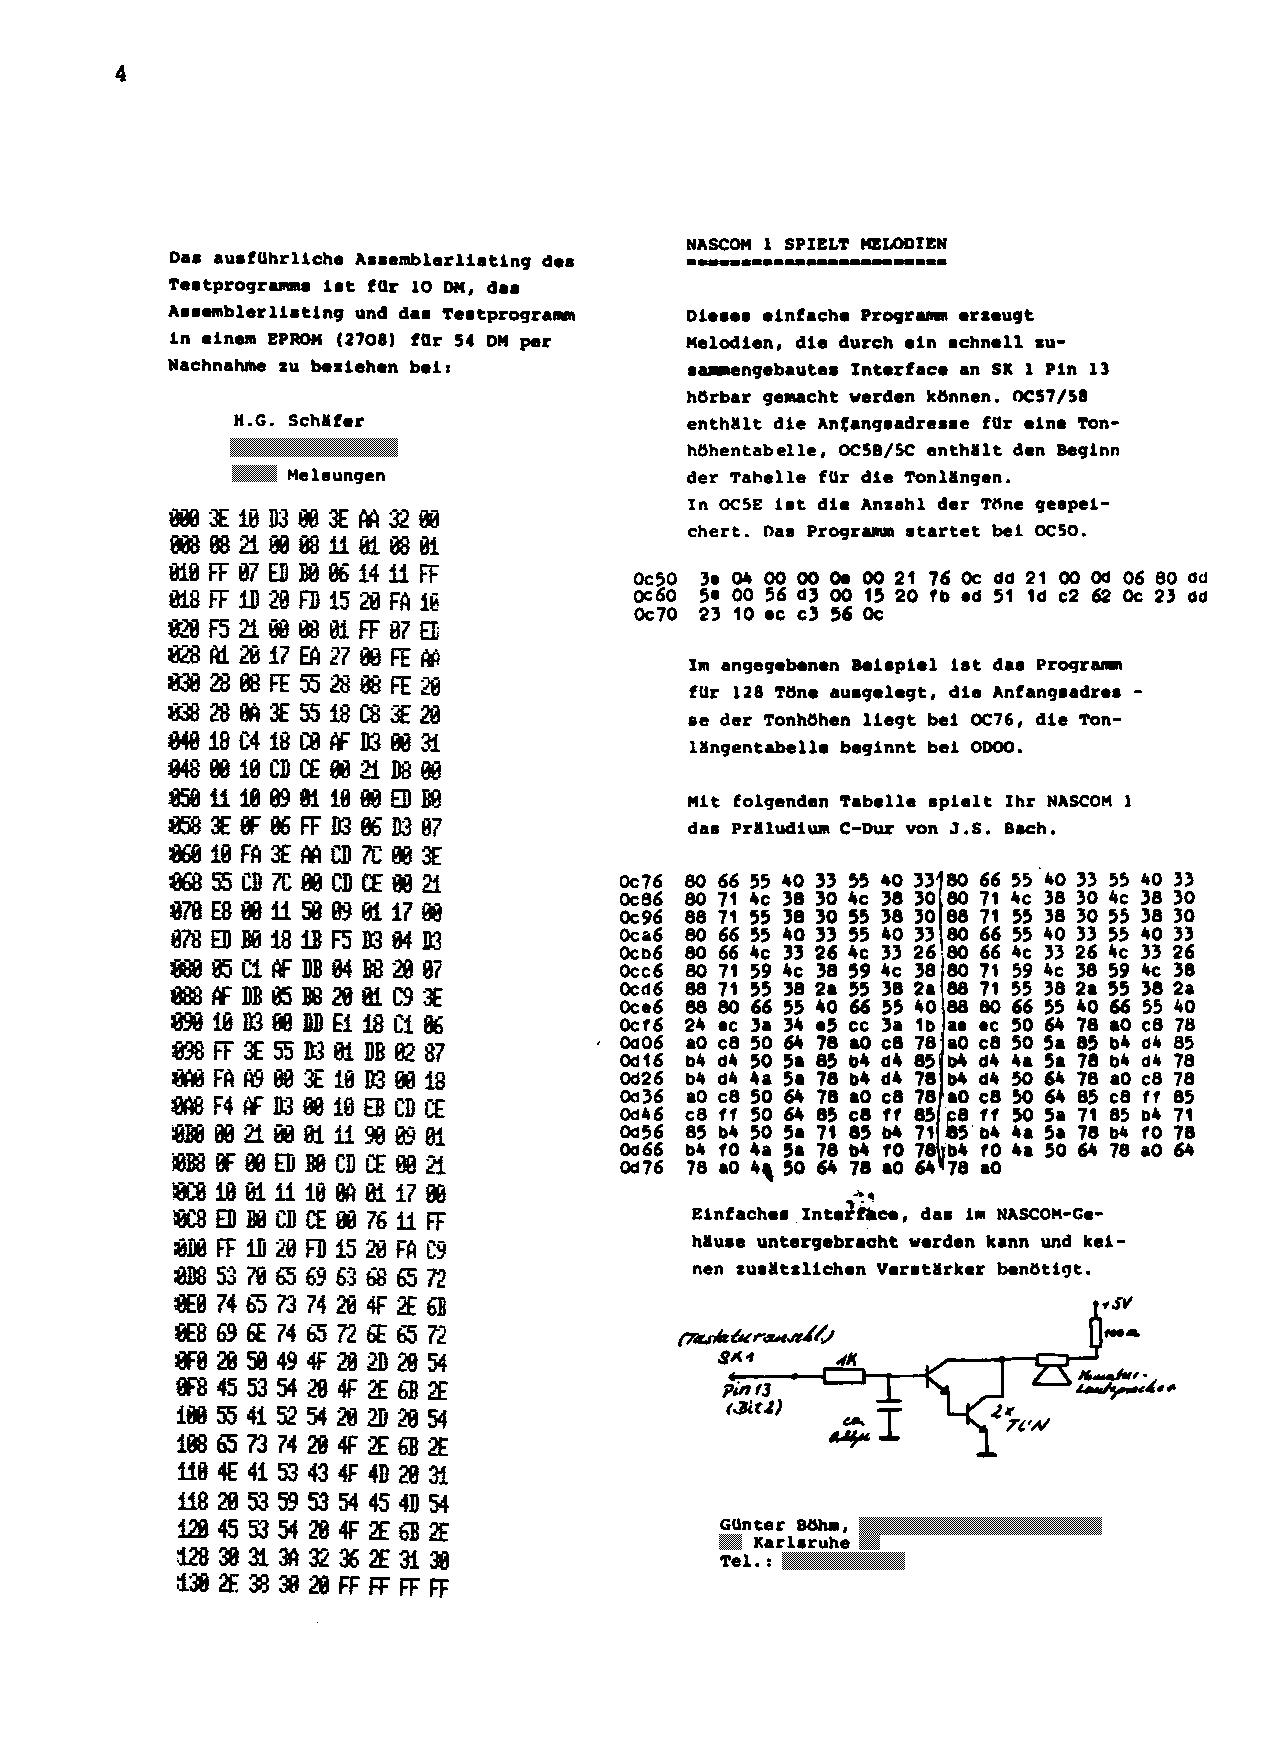 4
Das ausführliche Assemblerlisting des
Testprogramms ist für 10 DM, das
Assemblerlisting und das Testprogramm
in einem EPROM (2708) für 54 DM per
Nachnahme zu beziehen bei:
H.G. Schäfer
Melsungen
000 3E 10 D3 00 3E AA 32 00
008 08 21 00 08 11 01 08 01
010 FF 07 ED B0 06 14 11 FF
018 FF 1D 20 FD 15 20 FA 10
020 F5 21 00 08 01 FF 07 ED
028 A1 20 17 EA 27 00 FE AA
030 28 08 FE 55 28 08 FE 20
038 28 0A 3E 55 18 C8 3E 20
040 18 C4 18 C0 AF D3 00 31
048 00 10 CD CE 00 21 D8 00
050 11 10 09 01 10 00 ED B0
058 3E 0F 06 FF D3 06 D3 07
060 10 FA 3E AA CD 7C 00 3E
068 55 CD 7C 00 CD CE 00 21
070 E8 00 11 50 09 01 17 00
078 ED B0 18 1B F5 D3 04 D3
080 05 C1 AF DB 04 B8 20 07
088 AF DB 05 B8 20 01 C9 3E
090 10 D3 00 DD E1 18 C1 06
098 FF 3E 55 D3 01 DB 02 87
0A0 FA A9 00 3E 10 D3 00 18
0A8 F4 AF D3 00 10 EB CD CE
0B0 00 21 00 01 11 90 09 01
0B8 0F 00 ED B0 CD CE 00 21
0C0 10 01 11 10 0A 01 17 00
0C8 ED B0 CD CE 00 76 11 FF
0D0 FF 1D 20 FD 15 20 FA C9
0D8 53 70 65 69 63 68 65 72
0E0 74 65 73 74 20 4F 2E 6B
0E8 69 6E 74 65 72 6E 65 72
0F0 20 50 49 4F 20 2D 20 54
0F8 45 53 54 20 4F 2E 6B 2E
100 55 41 52 54 20 2D 20 54
108 65 73 74 20 4F 2E 6B 2E
110 4E 41 53 43 4F 4D 20 31
118 20 53 59 53 54 45 4D 54
120 45 53 54 20 4F 2E 6B 2E
128 30 31 3A 32 36 2E 31 30
130 2E 38 30 20 FF FF FF FF
NASCOM 1 SPIELT MELODIEN
========================
Dieses einfache Programm erzeugt
Melodien, die durch ein schnell zu-
sammengebautes Interface an SK 1 Pin 13
hörbar gemacht werden können. OC57/58
enthält die Anfangsadresse für eine Ton-
höhentabelle, OC5B/5C enthält den Beginn
der Tabelle für die Tonlängen.
In OC5E ist die Anzahl der Töne gespei-
chert. Das Programm startet bei OC50.
0c50 3e 04 00 00 0e 00 21 76 0c dd 21 00 0d 06 80 dd
0c60 5e 00 56 d3 00 15 20 fb ed 51 1d c2 62 0c 23 dd
0c70 23 10 ec c3 56 0c
Im angegebenen Beispiel ist das Programm
für 128 Töne ausgelegt, die Anfangsadres -
se der Tonhöhen liegt bei OC76, die Ton-
längentabelle beginnt bei ODOO.
Mit folgenden Tabelle spielt Ihr NASCOM 1
das Präludium C-Dur von J.S. Bach.
0c76 80 66 55 40 33 55 40 33 80 66 55 40 33 55 40 33
0c86 80 71 4c 38 30 4c 38 30 80 71 4c 38 30 4c 38 30
0c96 88 71 55 38 30 55 38 30 88 71 55 38 30 55 38 30
0ca6 80 66 55 40 33 55 40 33 80 66 55 40 33 55 40 33
0cb6 80 66 4c 33 26 4c 33 26 80 66 4c 33 26 4c 33 26
0cc6 80 71 59 4c 38 59 4c 38 80 71 59 4c 38 59 4c 38
0cd6 88 71 55 38 2a 55 38 2a 88 71 55 38 2a 55 38 2a
0ce6 88 80 66 55 40 66 55 40 88 80 66 55 40 66 55 40
0cf6 24 ec 3a 34 e5 cc 3a 1b ae ec 50 64 78 a0 c8 78
0d06 a0 c8 50 64 78 a0 c8 78 a0 c8 50 5a 85 b4 d4 85
0d16 b4 d4 50 5a 85 b4 d4 85 b4 d4 4a 5a 78 b4 d4 78
0d26 b4 d4 4a 5a 78 b4 d4 78 b4 d4 50 64 78 a0 c8 78
0d36 a0 c8 50 64 78 a0 c8 78 a0 c8 50 64 85 c8 ff 85
0d46 c8 ff 50 64 85 c8 ff 85 c8 ff 50 5a 71 85 b4 71
0d56 85 b4 50 5a 71 85 b4 71 85 b4 4a 5a 78 b4 f0 78
0d66 b4 f0 4a 5a 78 b4 f0 78 b4 f0 4a 50 64 78 a0 64
0d76 78 a0 4a 50 64 78 a0 64 78 a0
Einfaches Interface, das im NASCOM-Ge-
häuse untergebracht werden kann und kei-
nen zusätzlichen Verstärker benötigt.
+5V
(Tastaturanschl)
SK1
1K
Pin 13
(Bit2)
ca.
2x
TUN
Miniatur-
Lautsprecher
Günter Böhm,
Karlsruhe
Tel.: